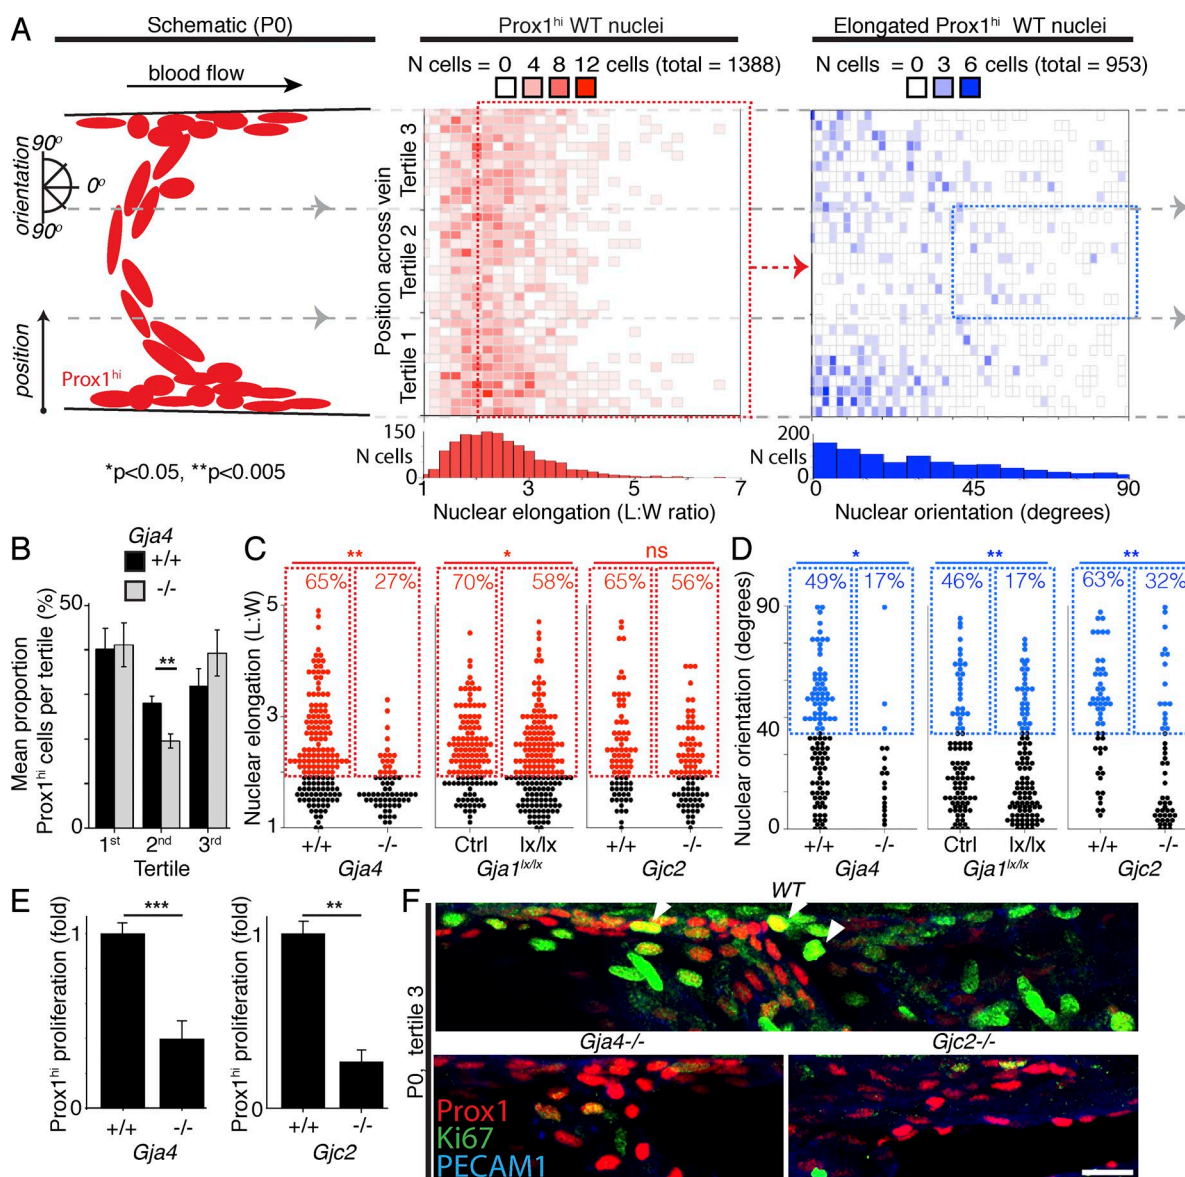 A
Schematic (P0)
Prox1hi WT nuclei
Elongated Prox1hi WT nuclei
blood flow
N cells = 0 4 8 12 cells (total = 1388)
N cells = 0 3 6 cells (total = 953)
orientation
90o
0o
90o
position
Prox1hi
Position across vein
Tertile 3
Tertile 2
Tertile 1
*p<0.05, **p<0.005
150
N cells
0
1 3 5 7
Nuclear elongation (L:W ratio)
200
N cells
0
0 45 90
Nuclear orientation (degrees)
B
Gja4
+/+
-/-
Mean proportion
Prox1hi cells per tertile (%)
50
0
**
1st 2nd 3rd
Tertile
C
** * ns
65% 27% 70% 58% 65% 56%
Nuclear elongation (L:W)
5
3
1
+/+ -/- Ctrl lx/lx +/+ -/-
Gja4 Gja1lx/lx Gjc2
D
* ** **
49% 17% 46% 17% 63% 32%
Nuclear orientation (degrees)
90
40
0
+/+ -/- Ctrl lx/lx +/+ -/-
Gja4 Gja1lx/lx Gjc2
E
Prox1hi proliferation (fold)
1
0
***
+/+ -/-
Gja4
Prox1hi proliferation (fold)
1
0
**
+/+ -/-
Gjc2
F
WT
P0, tertile 3
Gja4-/- Gjc2-/-
Prox1
Ki67
PECAM1